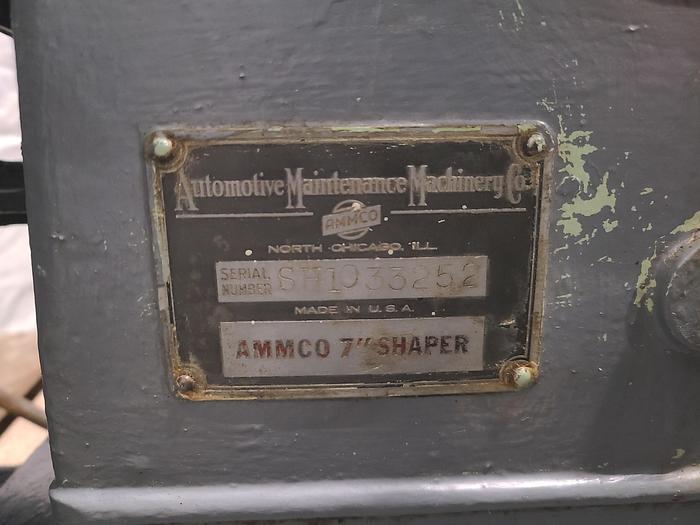 Automotive Maintenance Machinery Co.
AMMCO
NORTH CHICAGO, ILL.
SERIAL NUMBER SH1033252
MADE IN U.S.A.
AMMCO 7" SHAPER